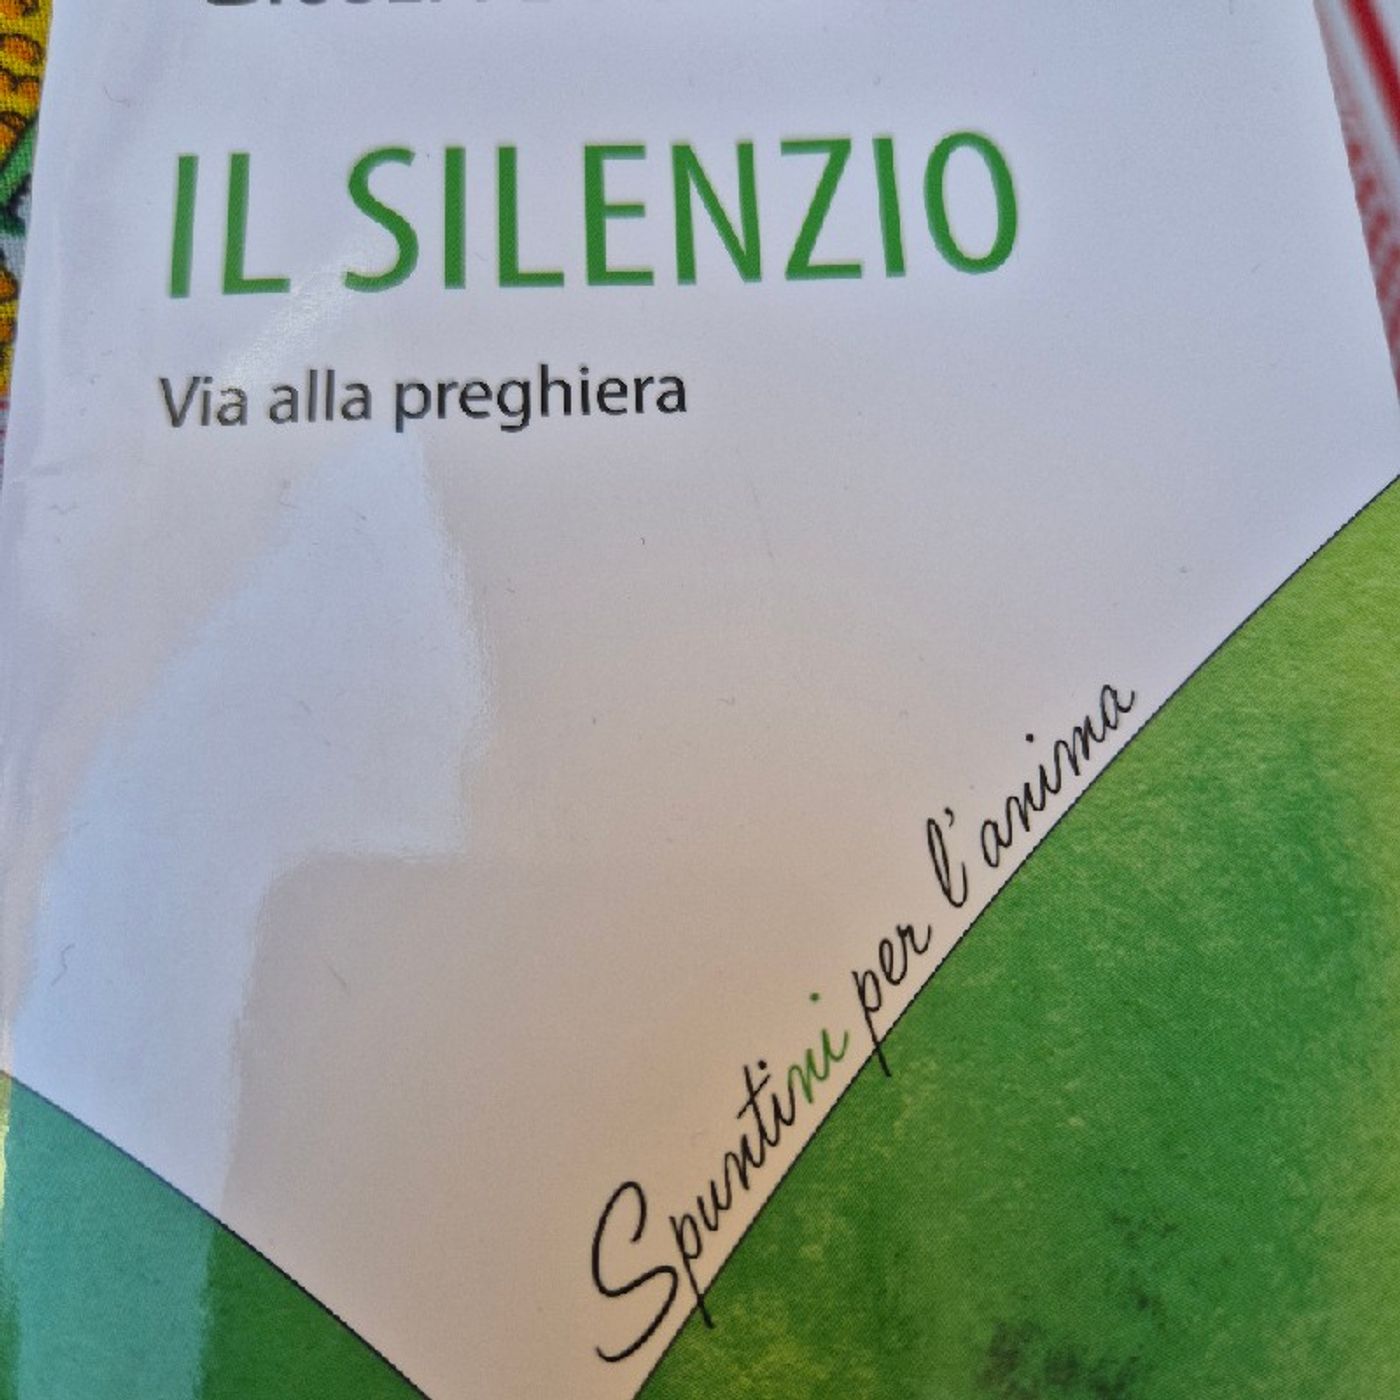 IL SILENZIO
Via alla preghiera
Spuntini per l'anima